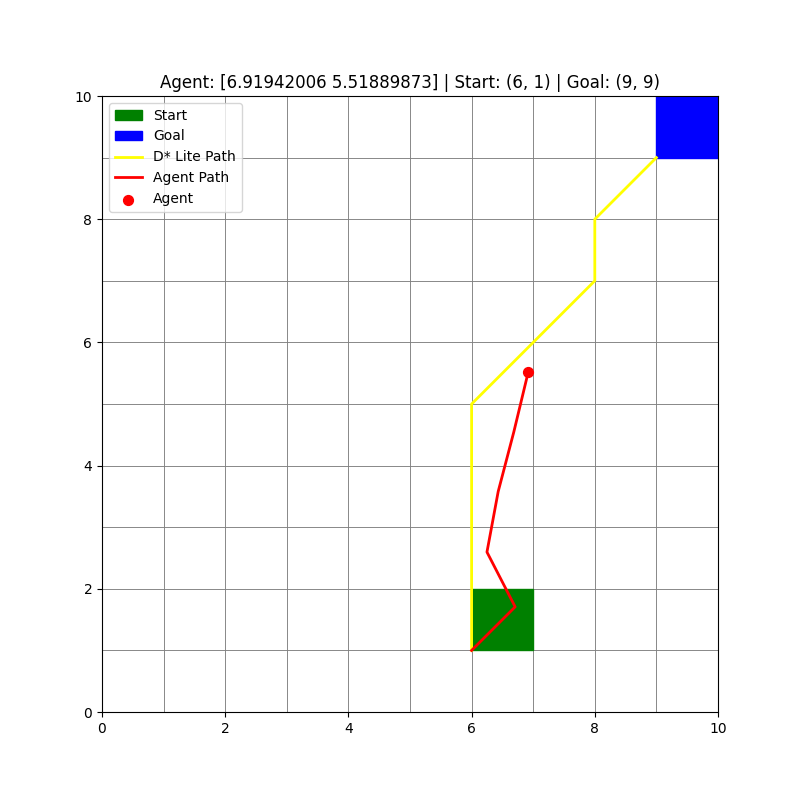 Agent: [6.91942006 5.51889873] | Start: (6, 1) | Goal: (9, 9)
Start
Goal
D* Lite Path
Agent Path
Agent
10
8
6
4
2
0
0 2 4 6 8 10